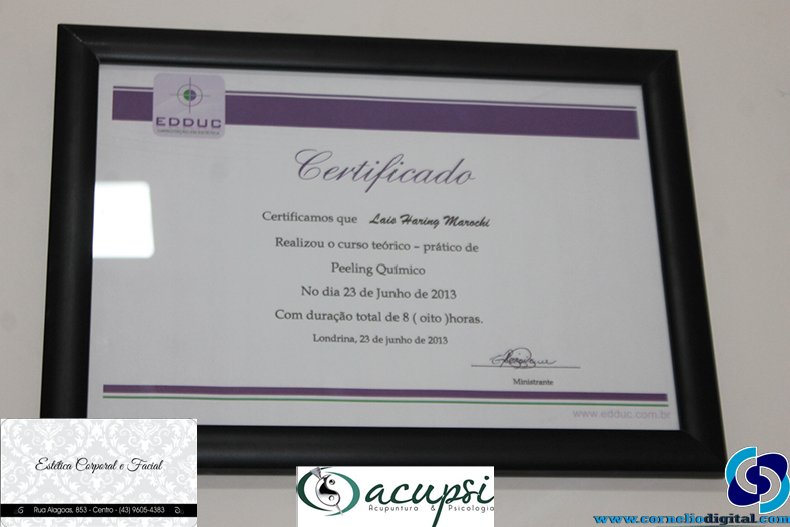 EDDUC
Certificado
Certificamos que Lais Haring Marochi
Realizou o curso teórico – prático de
Peeling Químico
No dia 23 de Junho de 2013
Com duração total de 8 ( oito )horas.
Londrina, 23 de junho de 2013
Ministrante
www.edduc.com.br
Estética Corporal e Facial
Rua Alagoas, 853 - Centro - (43) 9605-4383
acupsi
Acupuntura & Psicologia
www.corneliodigital.com